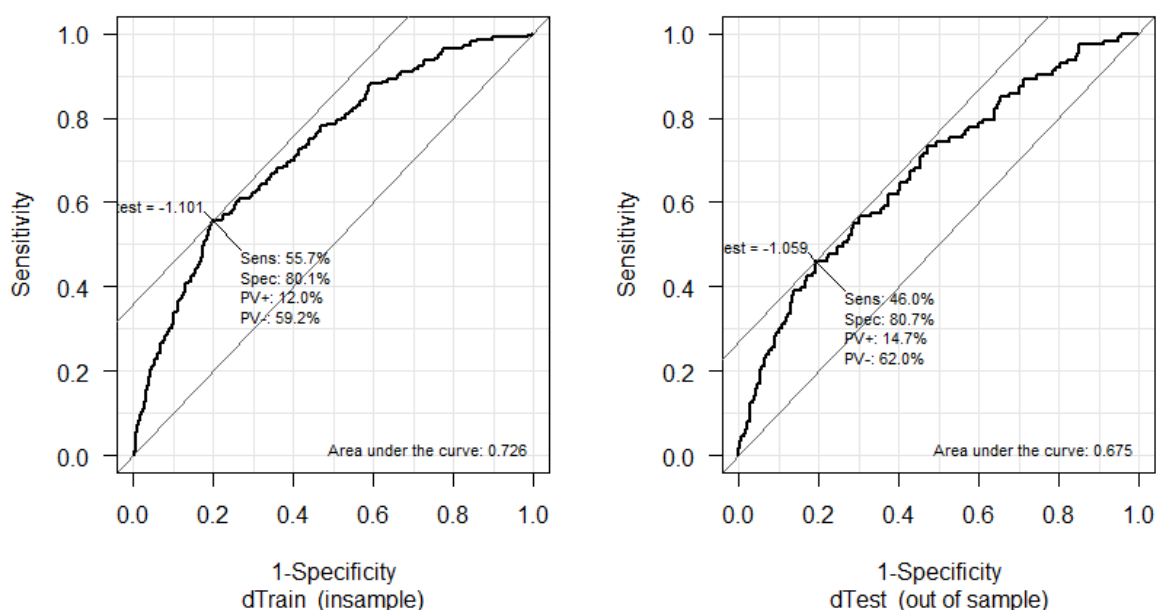 Sensitivity
1.0
0.8
0.6
0.4
0.2
0.0
test = -1.101
Sens: 55.7%
Spec: 80.1%
PV+: 12.0%
PV-: 59.2%
Area under the curve: 0.726
0.0 0.2 0.4 0.6 0.8 1.0
1-Specificity
dTrain (insample)
Sensitivity
1.0
0.8
0.6
0.4
0.2
0.0
est = -1.059
Sens: 46.0%
Spec: 80.7%
PV+: 14.7%
PV-: 62.0%
Area under the curve: 0.675
0.0 0.2 0.4 0.6 0.8 1.0
1-Specificity
dTest (out of sample)